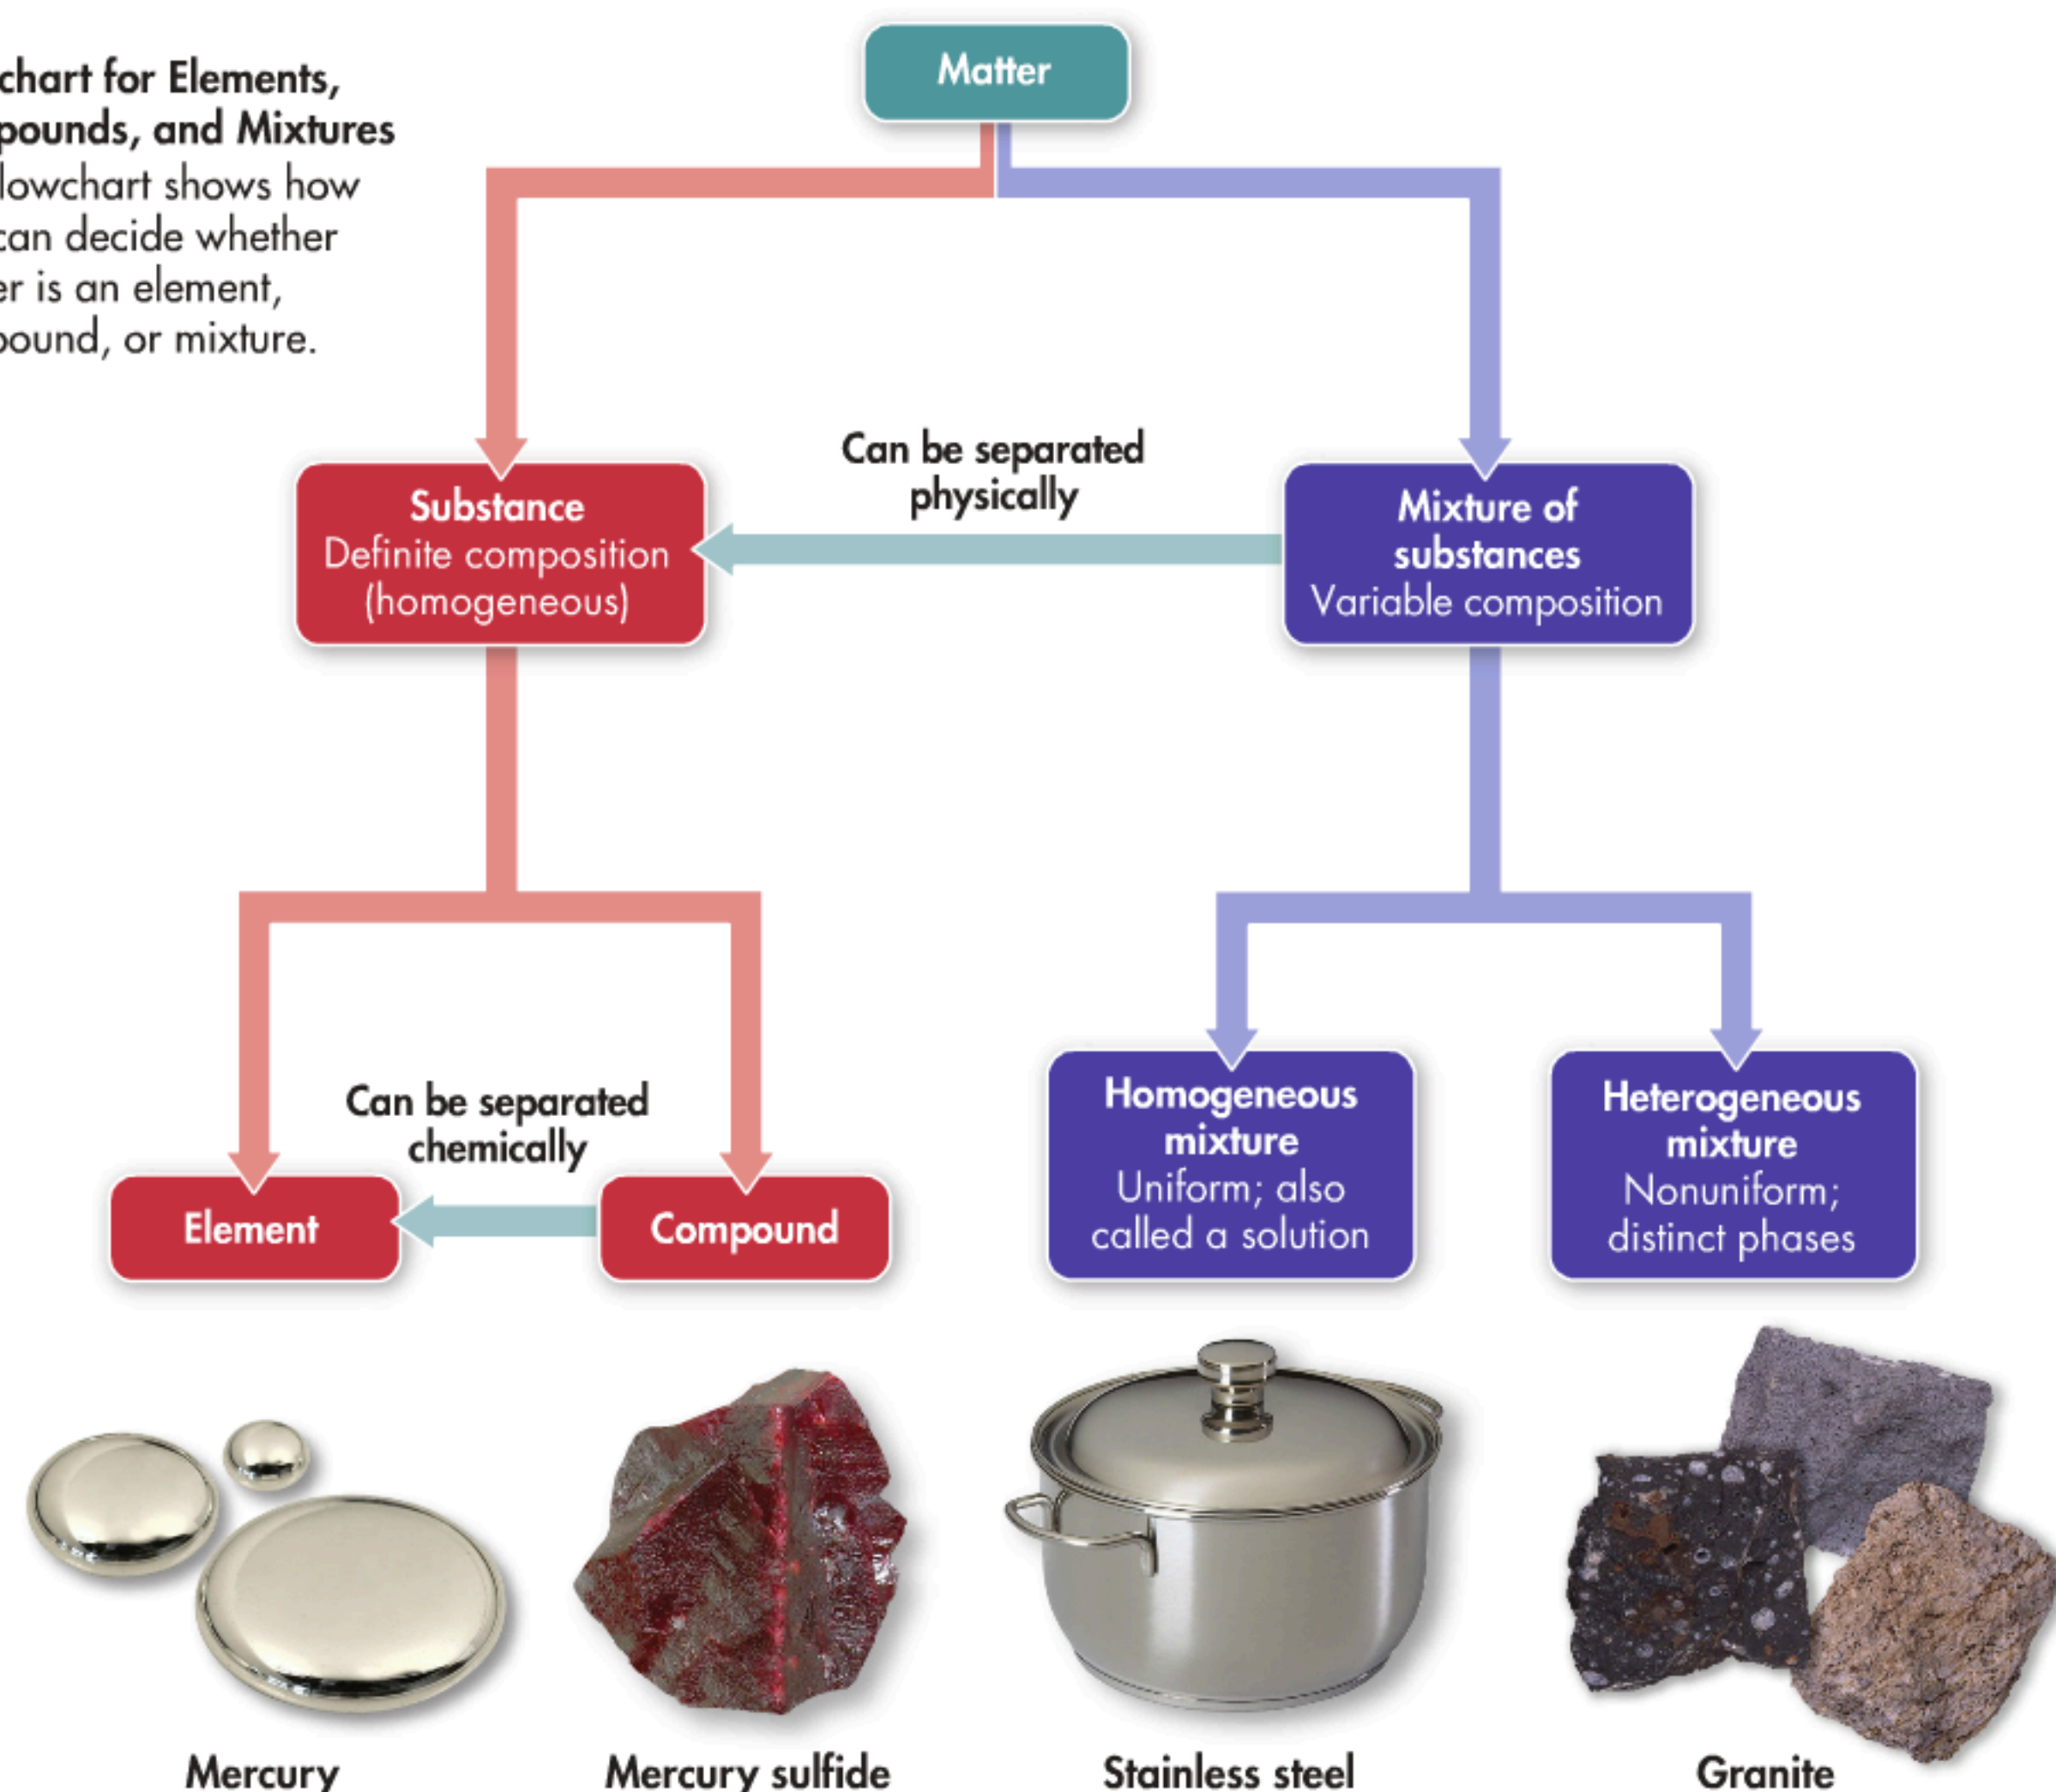 chart for Elements,
pounds, and Mixtures
lowchart shows how
can decide whether
er is an element,
pound, or mixture.
Matter
Can be separated
physically
Substance
Definite composition
(homogeneous)
Mixture of
substances
Variable composition
Can be separated
chemically
Element
Compound
Homogeneous
mixture
Uniform; also
called a solution
Heterogeneous
mixture
Nonuniform;
distinct phases
Mercury
Mercury sulfide
Stainless steel
Granite